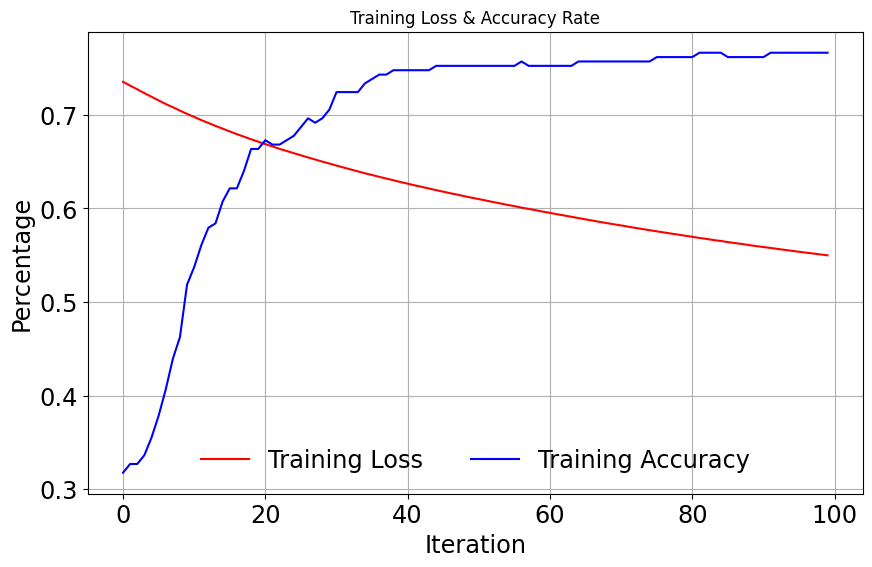 Training Loss & Accuracy Rate
Percentage
0.7
0.6
0.5
0.4
0.3
Training Loss
Training Accuracy
0
20
40
60
80
100
Iteration